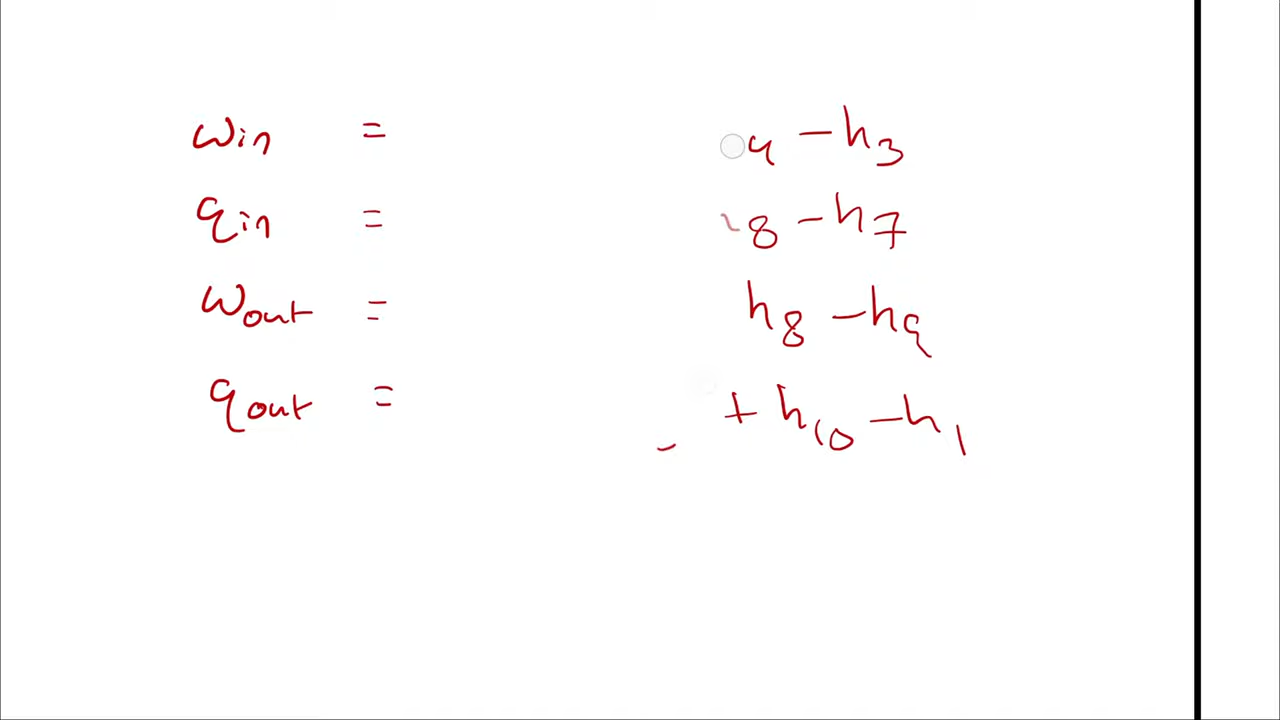 win = 4 - h3
qin = 8 - h7
wout = h8 - h9
qout = + h10 - h1